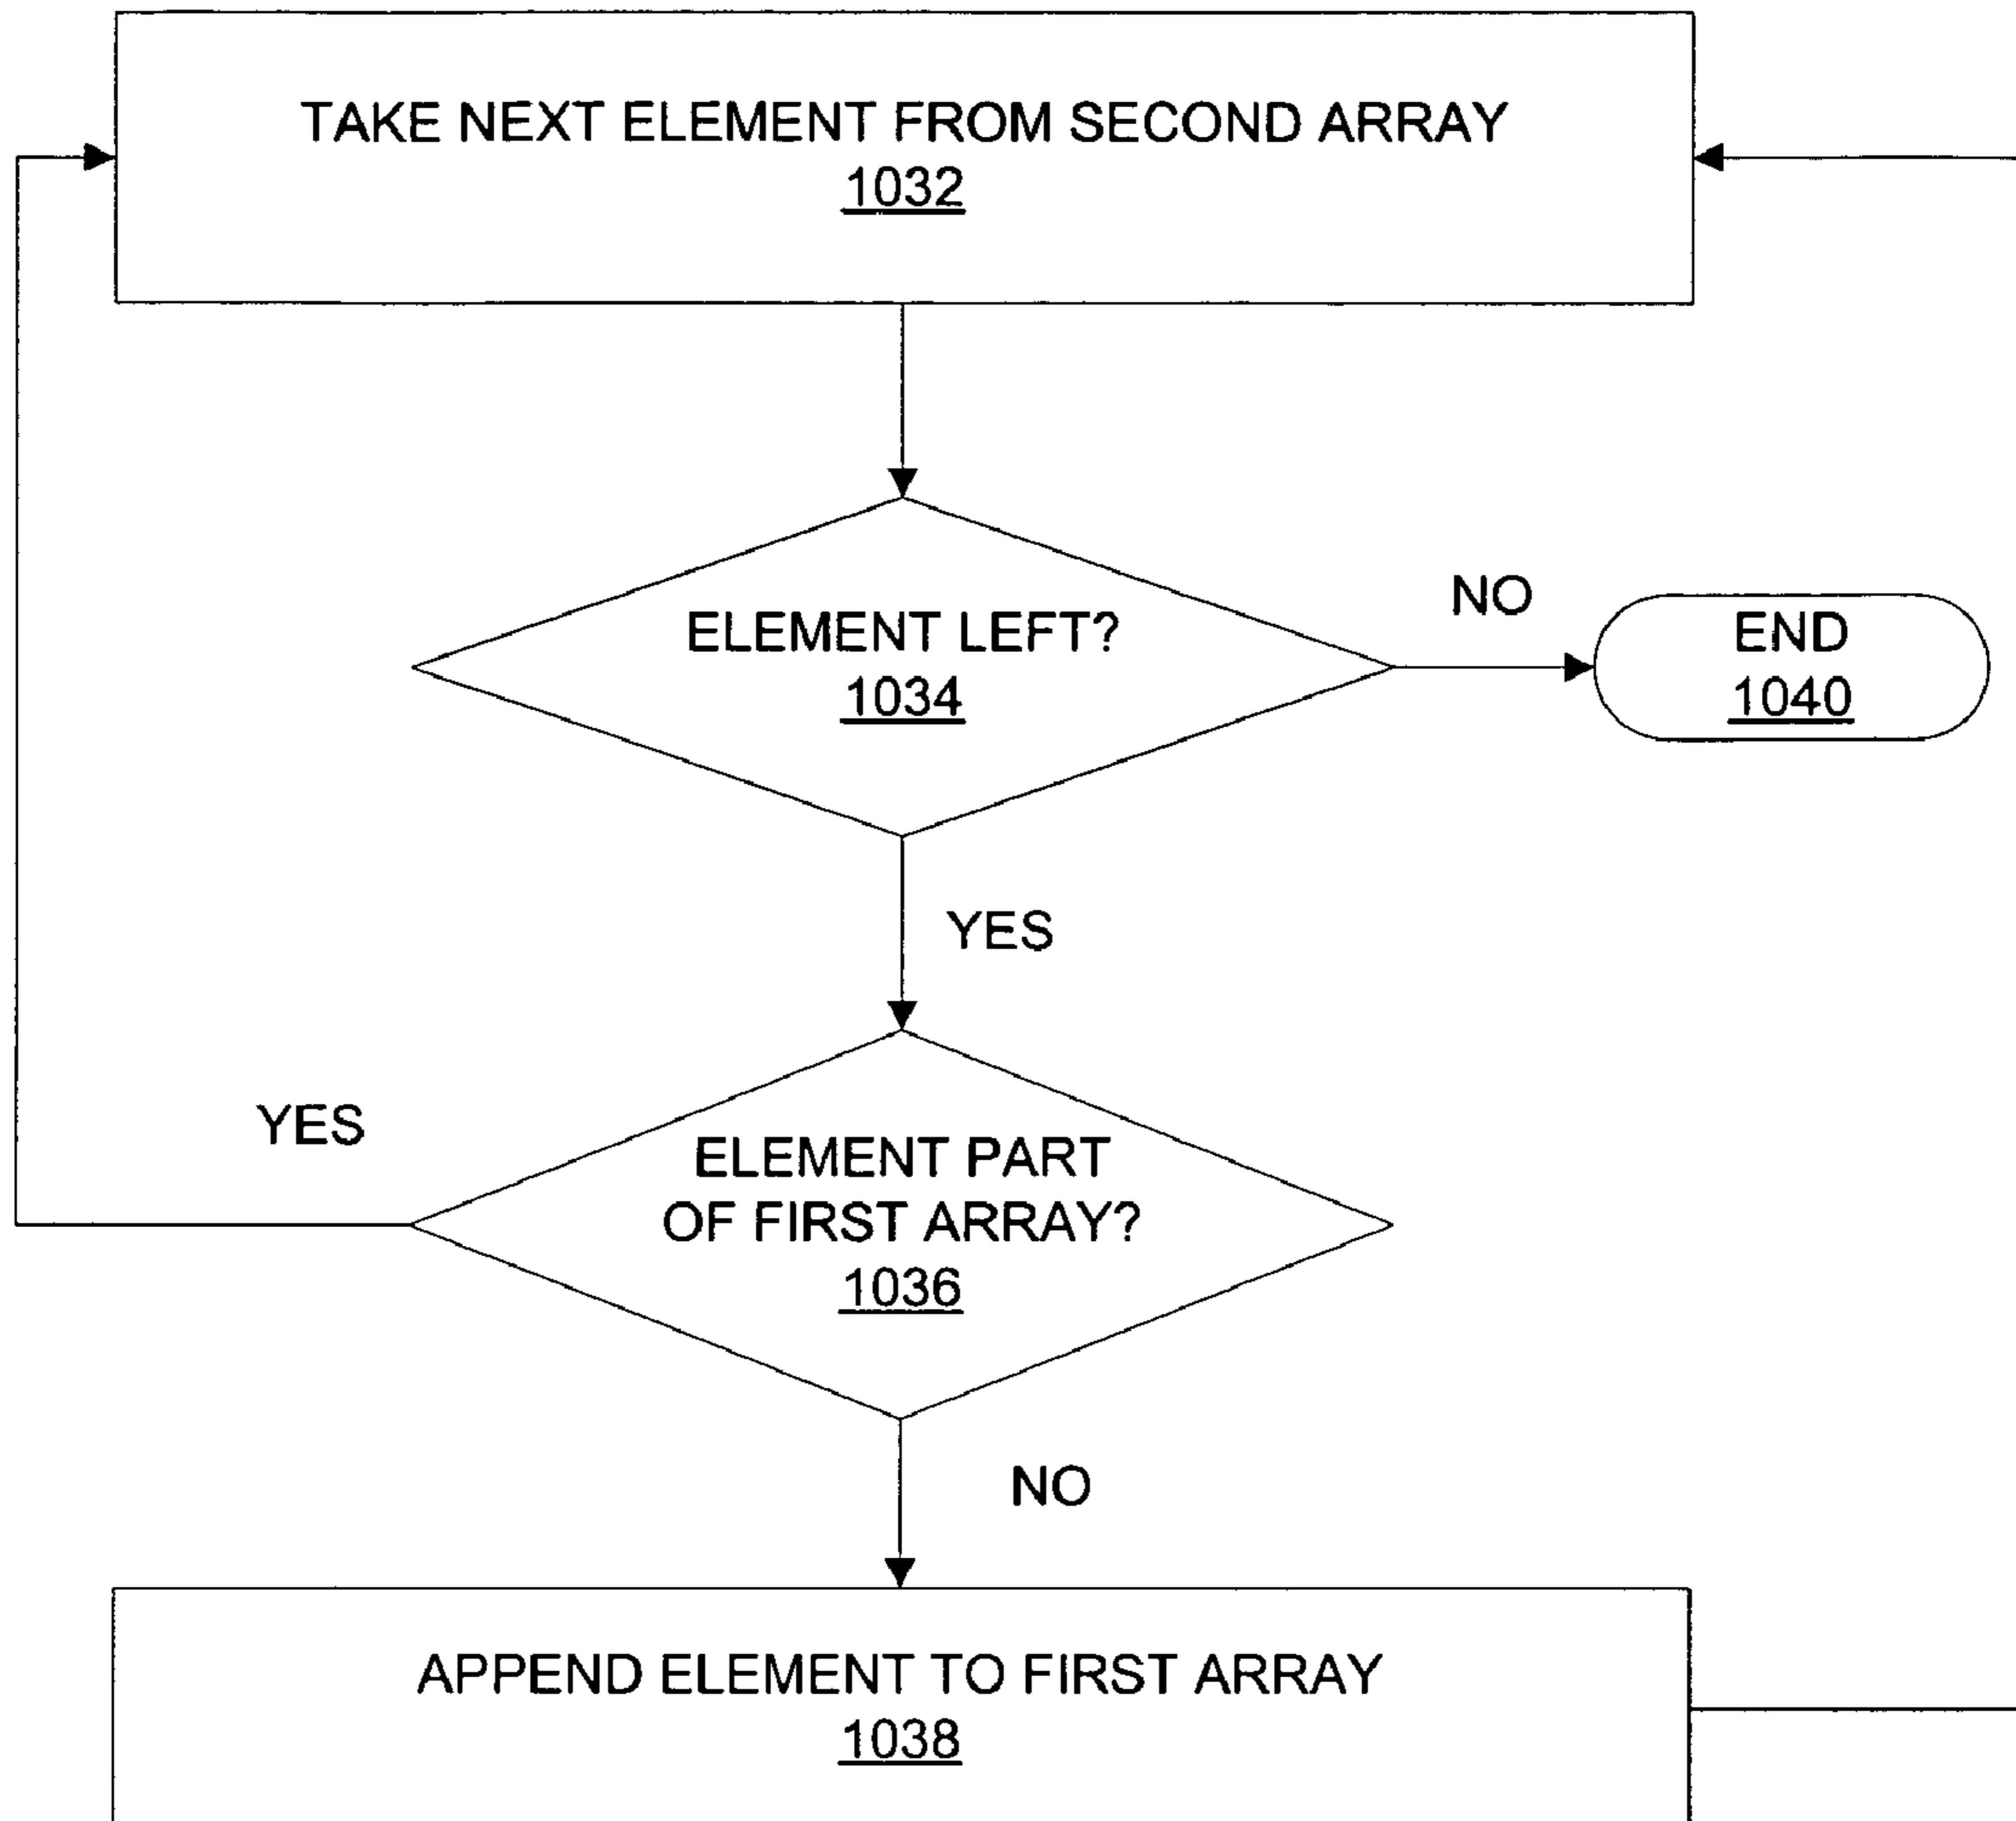 TAKE NEXT ELEMENT FROM SECOND ARRAY
1032
ELEMENT LEFT?
1034
NO
END
1040
YES
YES
ELEMENT PART
OF FIRST ARRAY?
1036
NO
APPEND ELEMENT TO FIRST ARRAY
1038